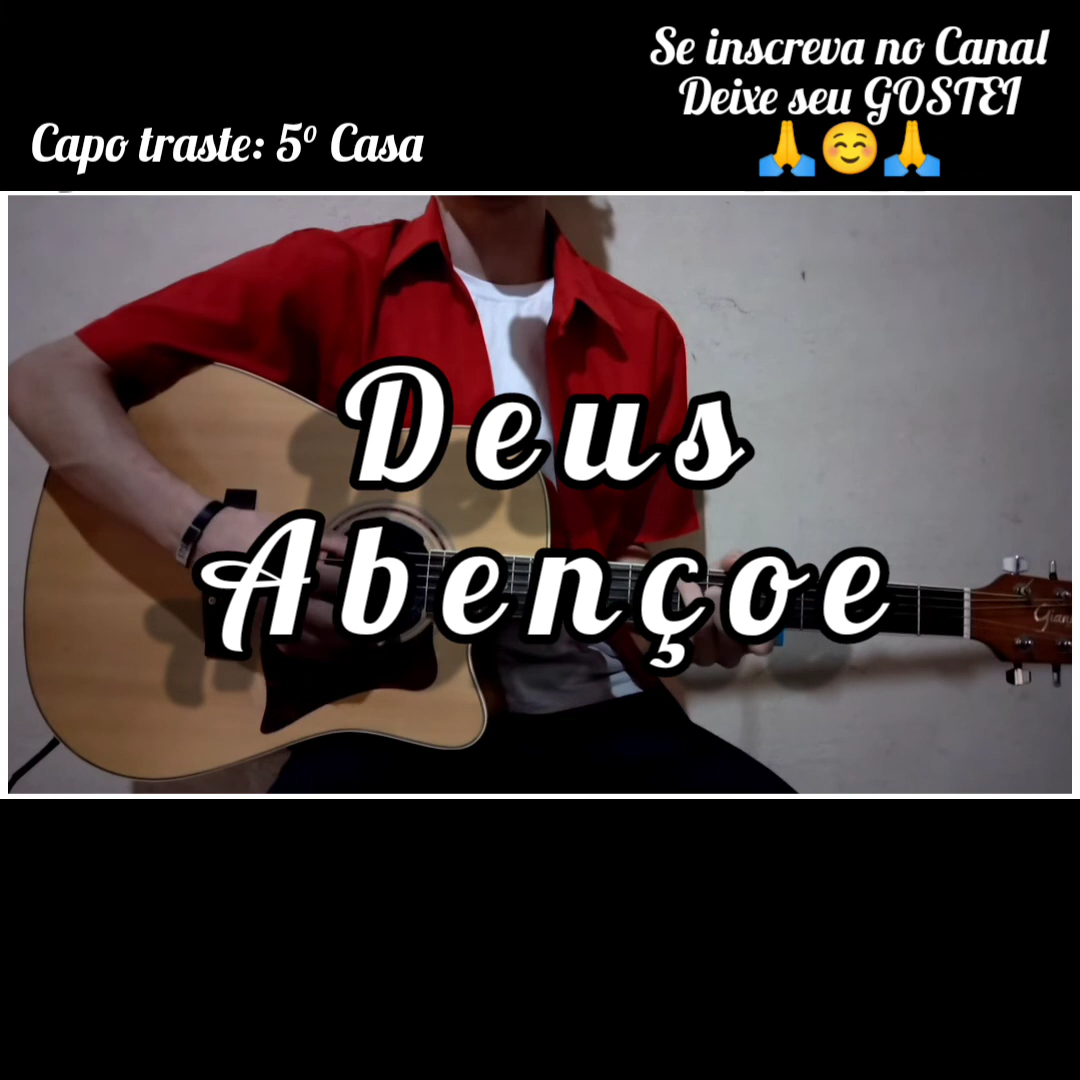 Se inscreva no Canal
Deixe seu GOSTEI
🙏☺️🙏
Capo traste: 5º Casa
Deus
Abençoe